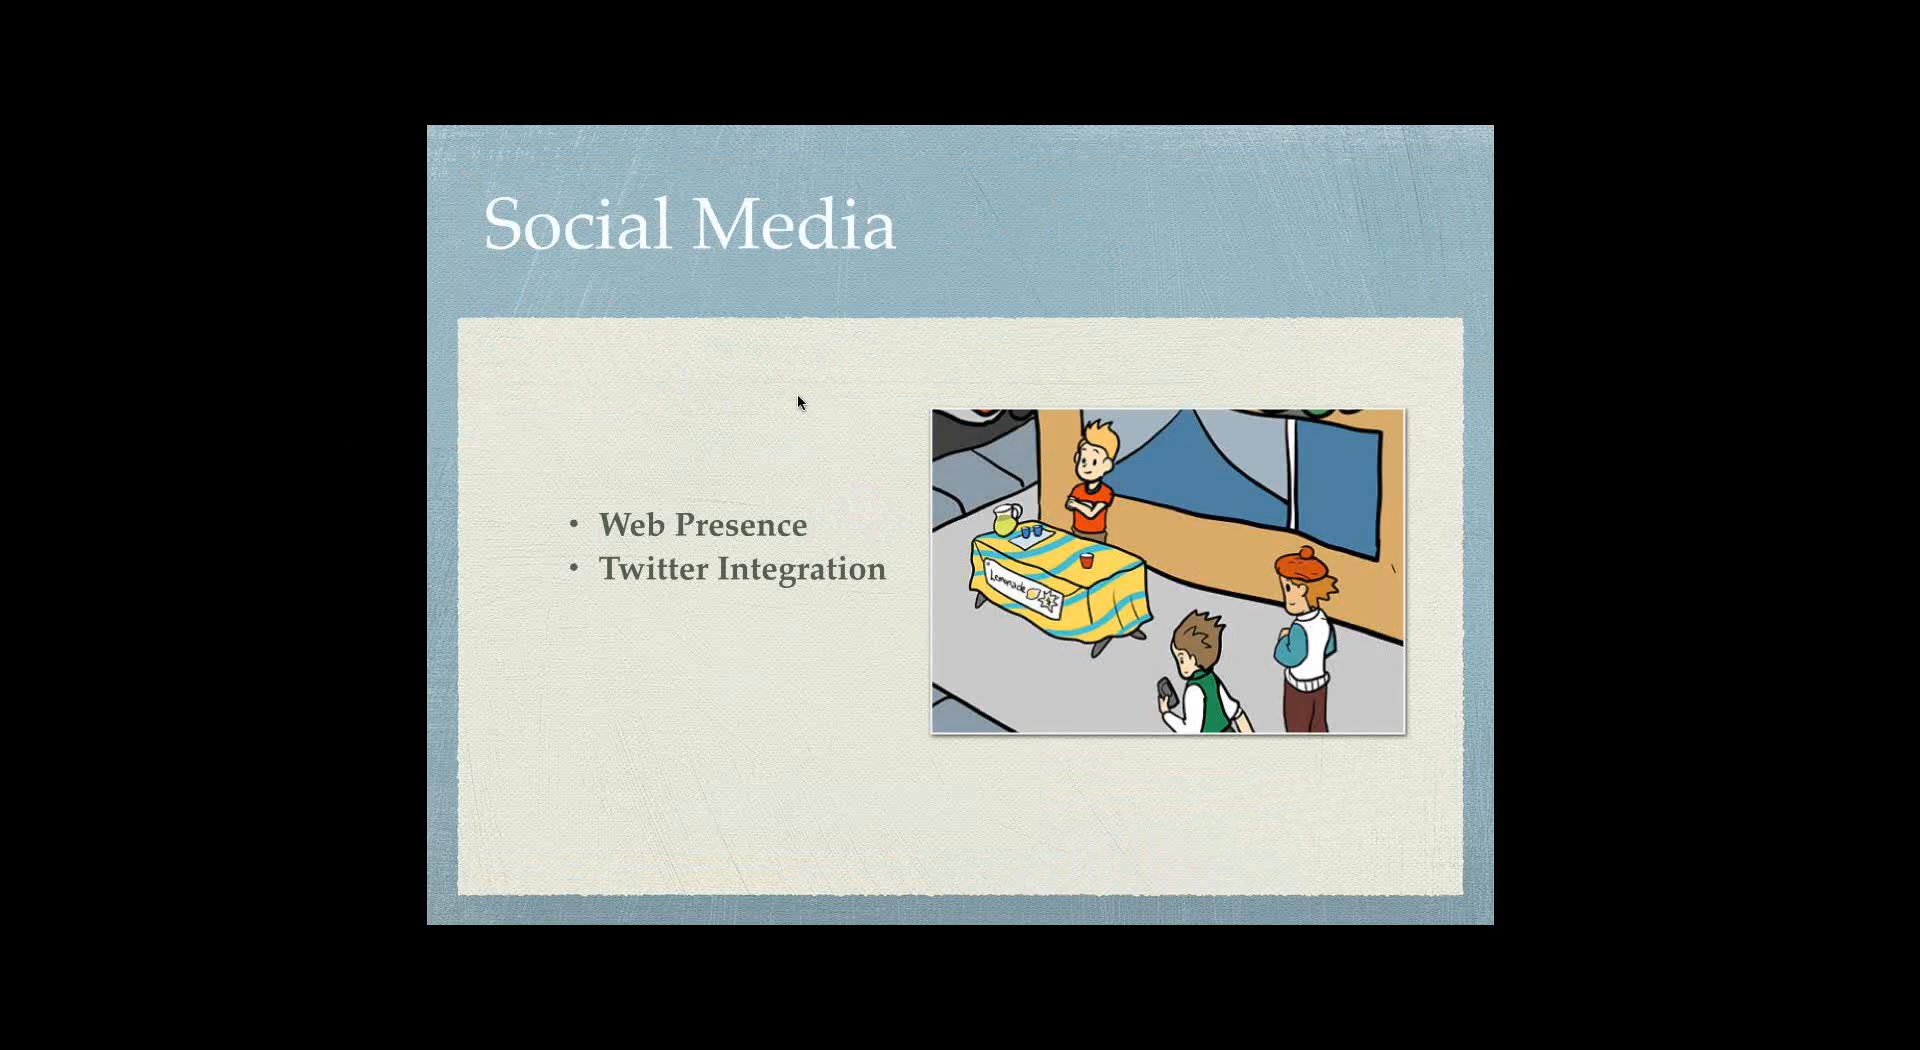 Social Media
• Web Presence
• Twitter Integration
Lemonade